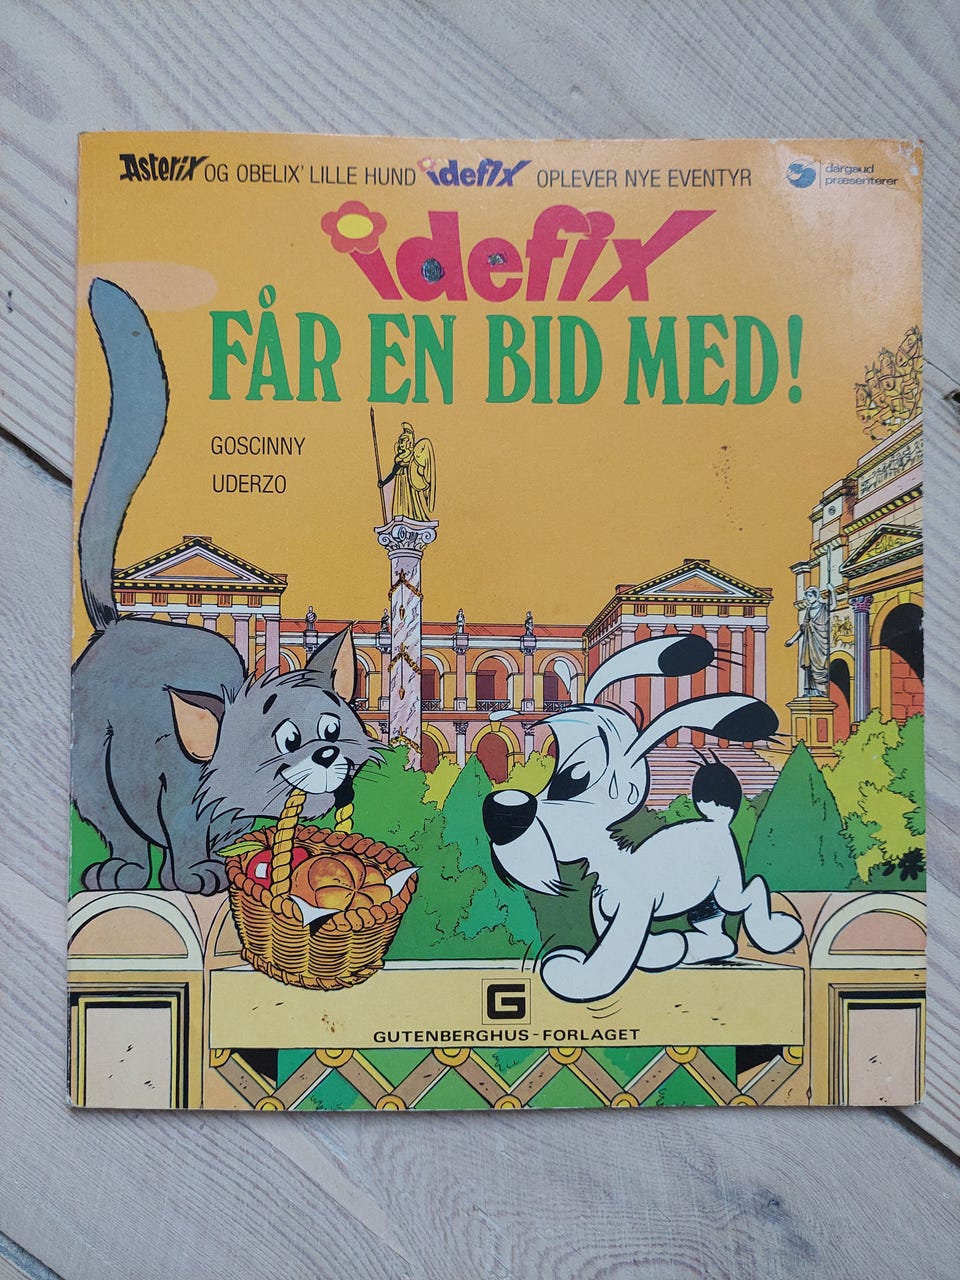 Asterix OG OBELIX' LILLE HUND idefix OPLEVER NYE EVENTYR
dargaud
præsenterer
idefix
FÅR EN BID MED!
GOSCINNY
UDERZO
G
GUTENBERGHUS-FORLAGET